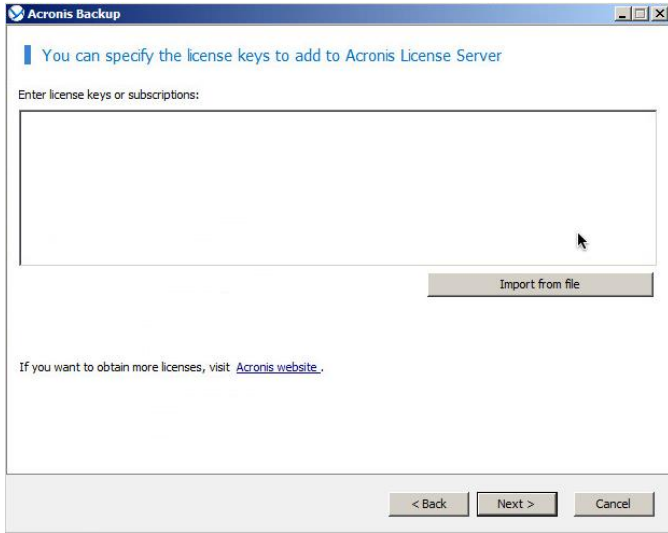 Acronis Backup
You can specify the license keys to add to Acronis License Server
Enter license keys or subscriptions:
Import from file
If you want to obtain more licenses, visit Acronis website .
< Back Next > Cancel